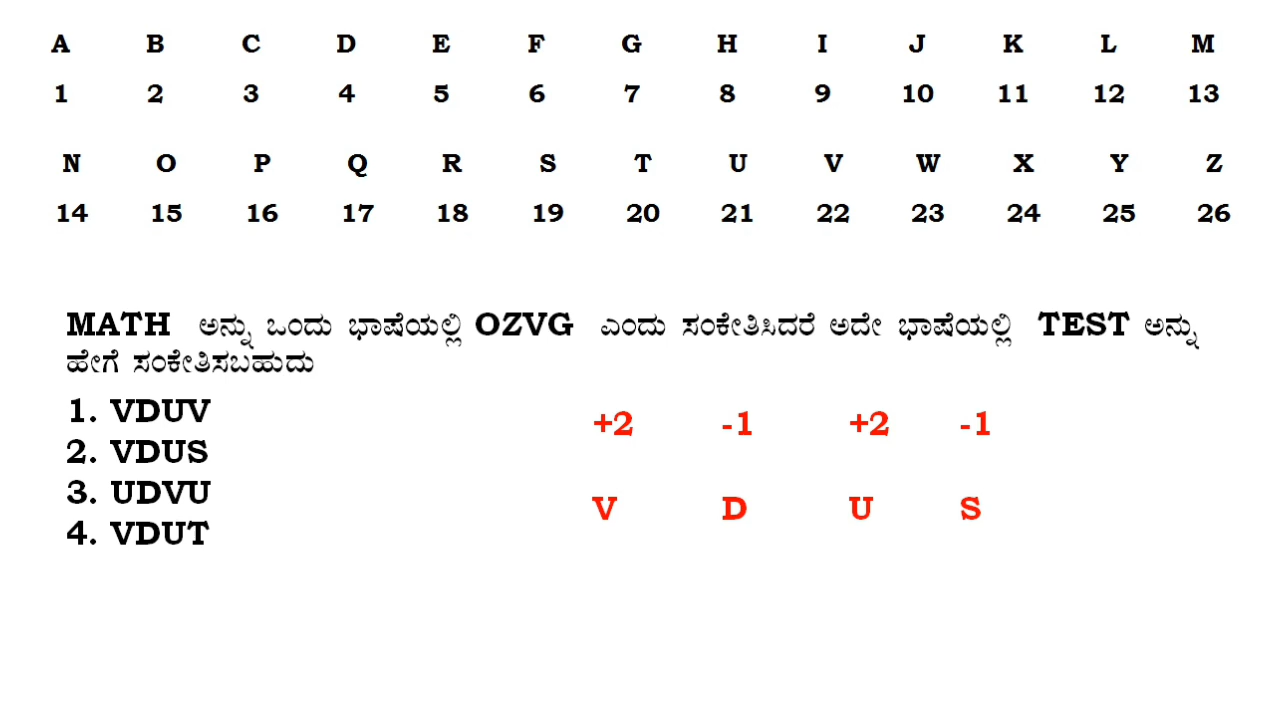 A B C D E F G H I J K L M
1 2 3 4 5 6 7 8 9 10 11 12 13
N O P Q R S T U V W X Y Z
14 15 16 17 18 19 20 21 22 23 24 25 26
MATH ಅನ್ನು ಒಂದು ಭಾಷೆಯಲ್ಲಿ OZVG ಎಂದು ಸಂಕೇತಿಸಿದರೆ ಅದೇ ಭಾಷೆಯಲ್ಲಿ TEST ಅನ್ನು
ಹೇಗೆ ಸಂಕೇತಿಸಬಹುದು
1. VDUV
2. VDUS
3. UDVU
4. VDUT
+2 -1 +2 -1
V D U S